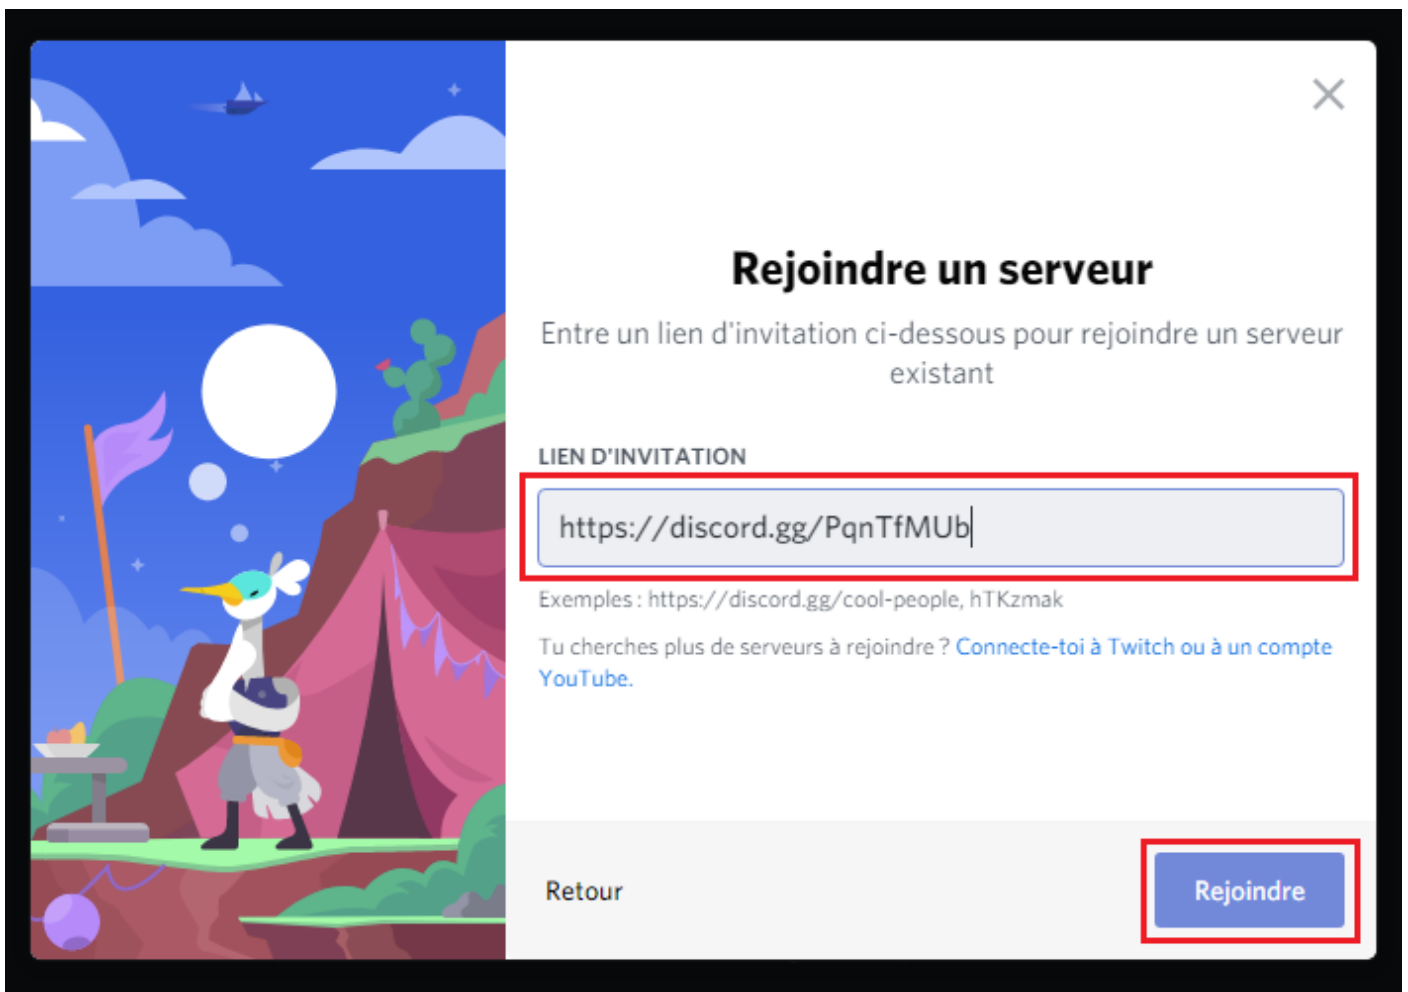 Rejoindre un serveur
Entre un lien d'invitation ci-dessous pour rejoindre un serveur
existant
LIEN D'INVITATION
https://discord.gg/PqnTfMUb
Exemples : https://discord.gg/cool-people, hTKzmak
Tu cherches plus de serveurs à rejoindre ? Connecte-toi à Twitch ou à un compte
YouTube.
Retour
Rejoindre